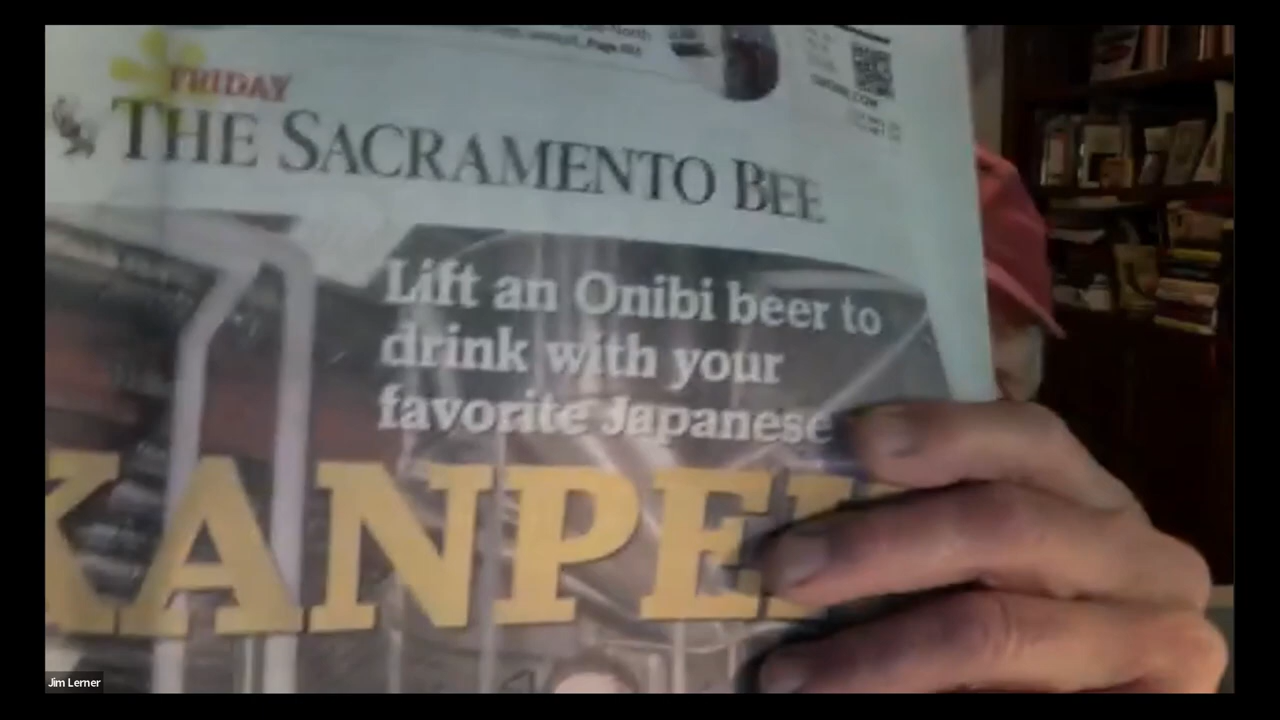 FRIDAY
THE SACRAMENTO BEE
Lift an Onibi beer to
drink with your
favorite Japanese
KANPE
Jim Lerner